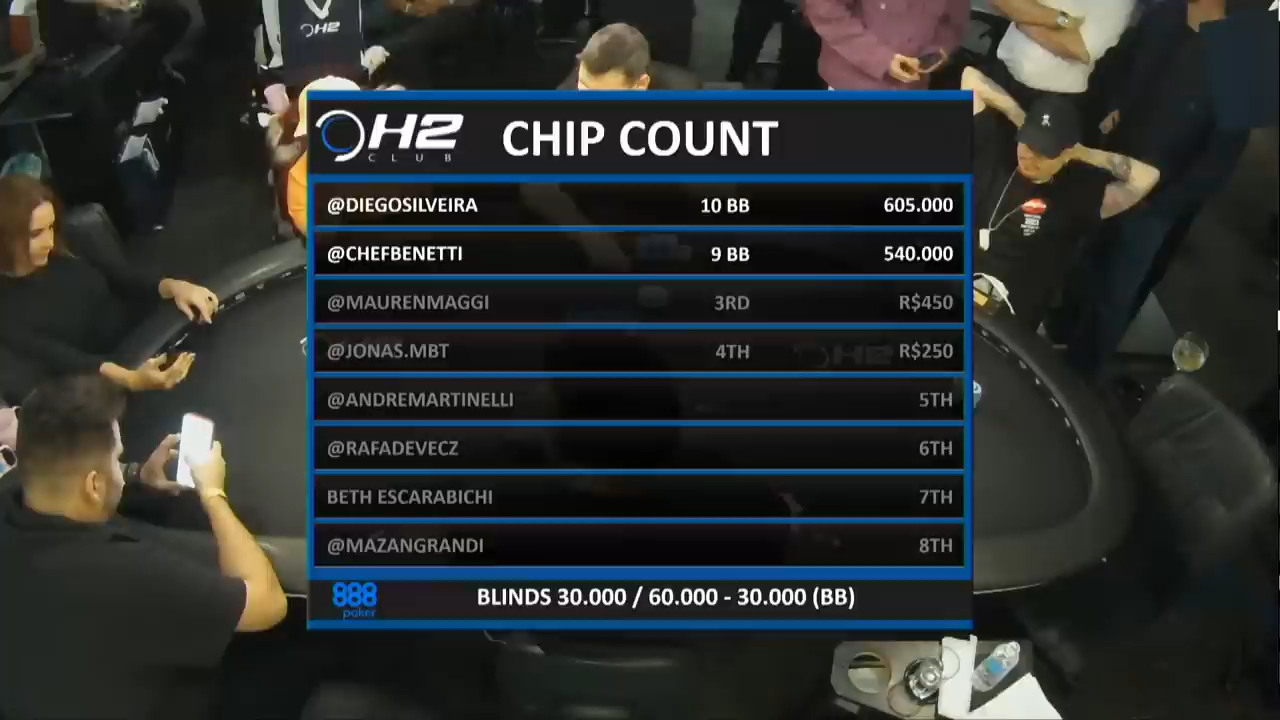 H2
H2 CLUB
CHIP COUNT
@DIEGOSILVEIRA 10 BB 605.000
@CHEFBENETTI 9 BB 540.000
@MAURENMAGGI 3RD R$450
@JONAS.MBT 4TH R$250
@ANDREMARTINELLI 5TH
@RAFADEVECZ 6TH
BETH ESCARABICHI 7TH
@MAZANGRANDI 8TH
888 poker
BLINDS 30.000 / 60.000 - 30.000 (BB)